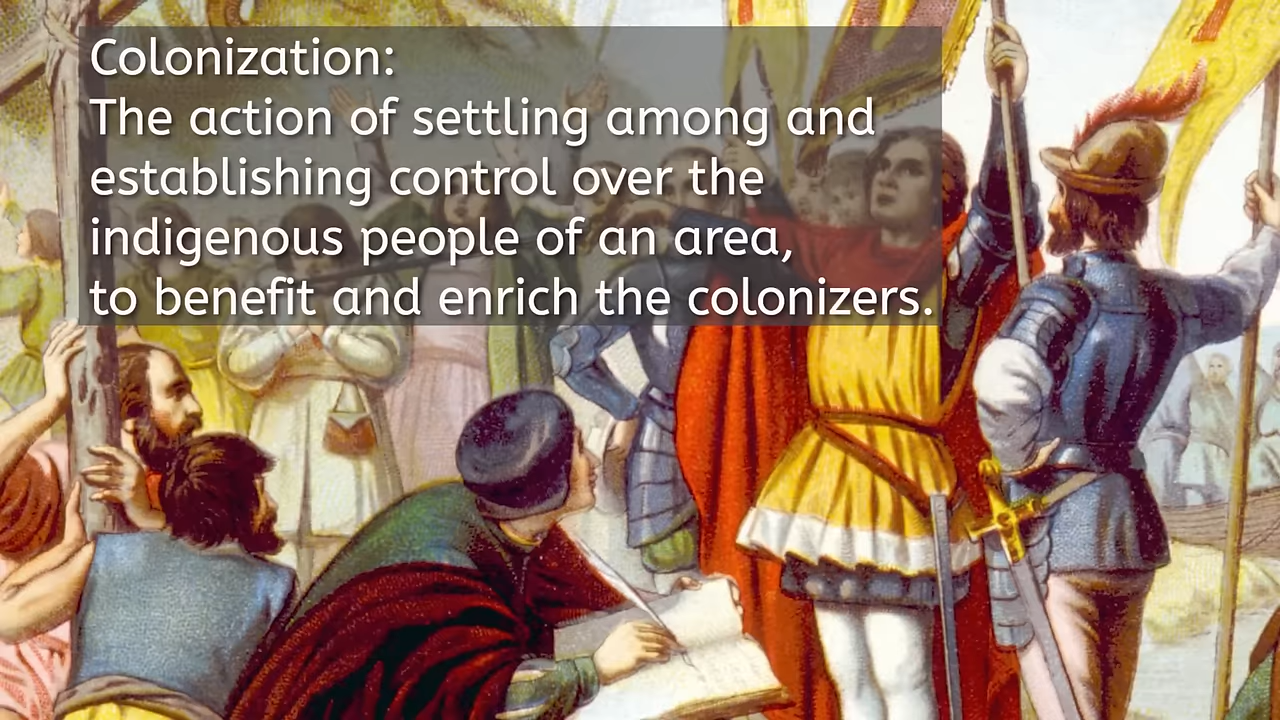 Colonization:
The action of settling among and
establishing control over the
indigenous people of an area,
to benefit and enrich the colonizers.